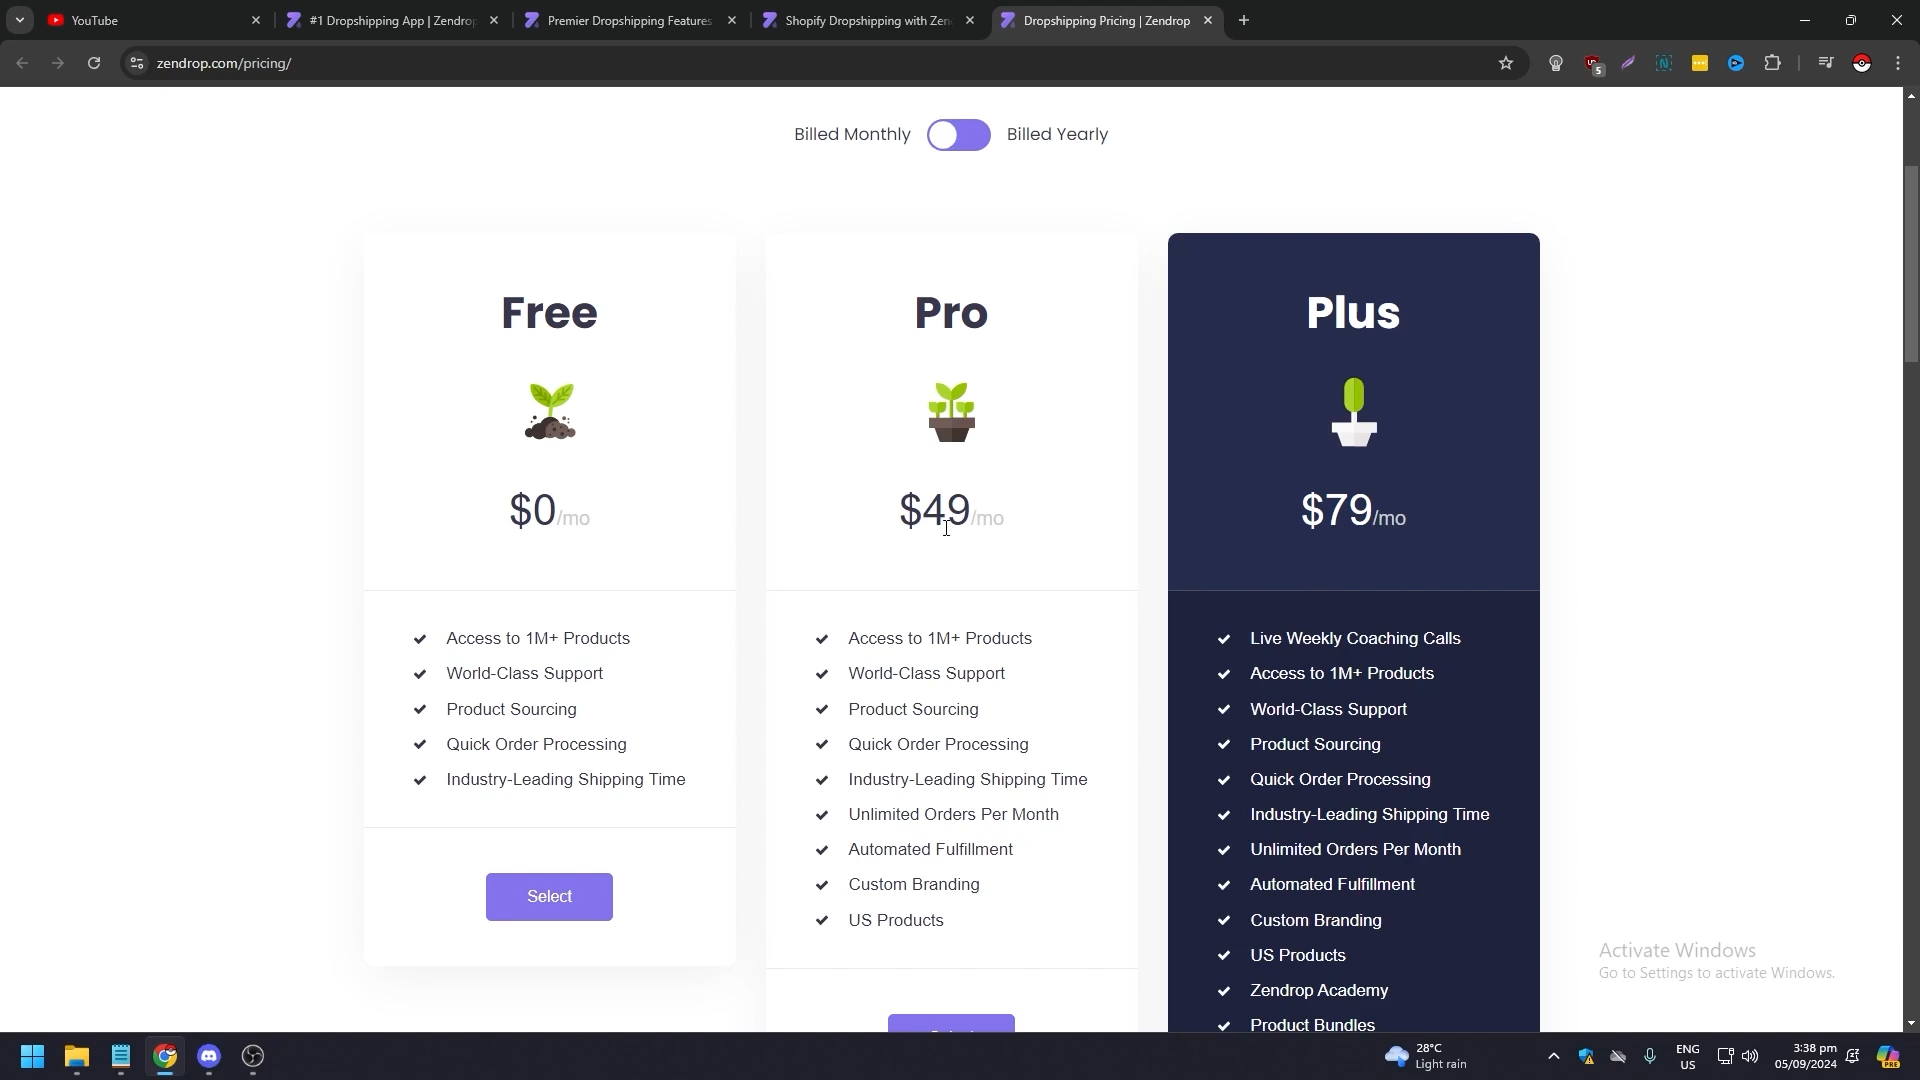 YouTube
#1 Dropshipping App | Zendrop
Premier Dropshipping Features
Shopify Dropshipping with Zen
Dropshipping Pricing | Zendrop
zendrop.com/pricing/
5
Billed Monthly
Billed Yearly
Free
$0/mo
Access to 1M+ Products
World-Class Support
Product Sourcing
Quick Order Processing
Industry-Leading Shipping Time
Select
Pro
$49/mo
Access to 1M+ Products
World-Class Support
Product Sourcing
Quick Order Processing
Industry-Leading Shipping Time
Unlimited Orders Per Month
Automated Fulfillment
Custom Branding
US Products
Plus
$79/mo
Live Weekly Coaching Calls
Access to 1M+ Products
World-Class Support
Product Sourcing
Quick Order Processing
Industry-Leading Shipping Time
Unlimited Orders Per Month
Automated Fulfillment
Custom Branding
US Products
Zendrop Academy
Product Bundles
Activate Windows
Go to Settings to activate Windows.
28°C
Light rain
ENG
US
3:38 pm
05/09/2024
PRE